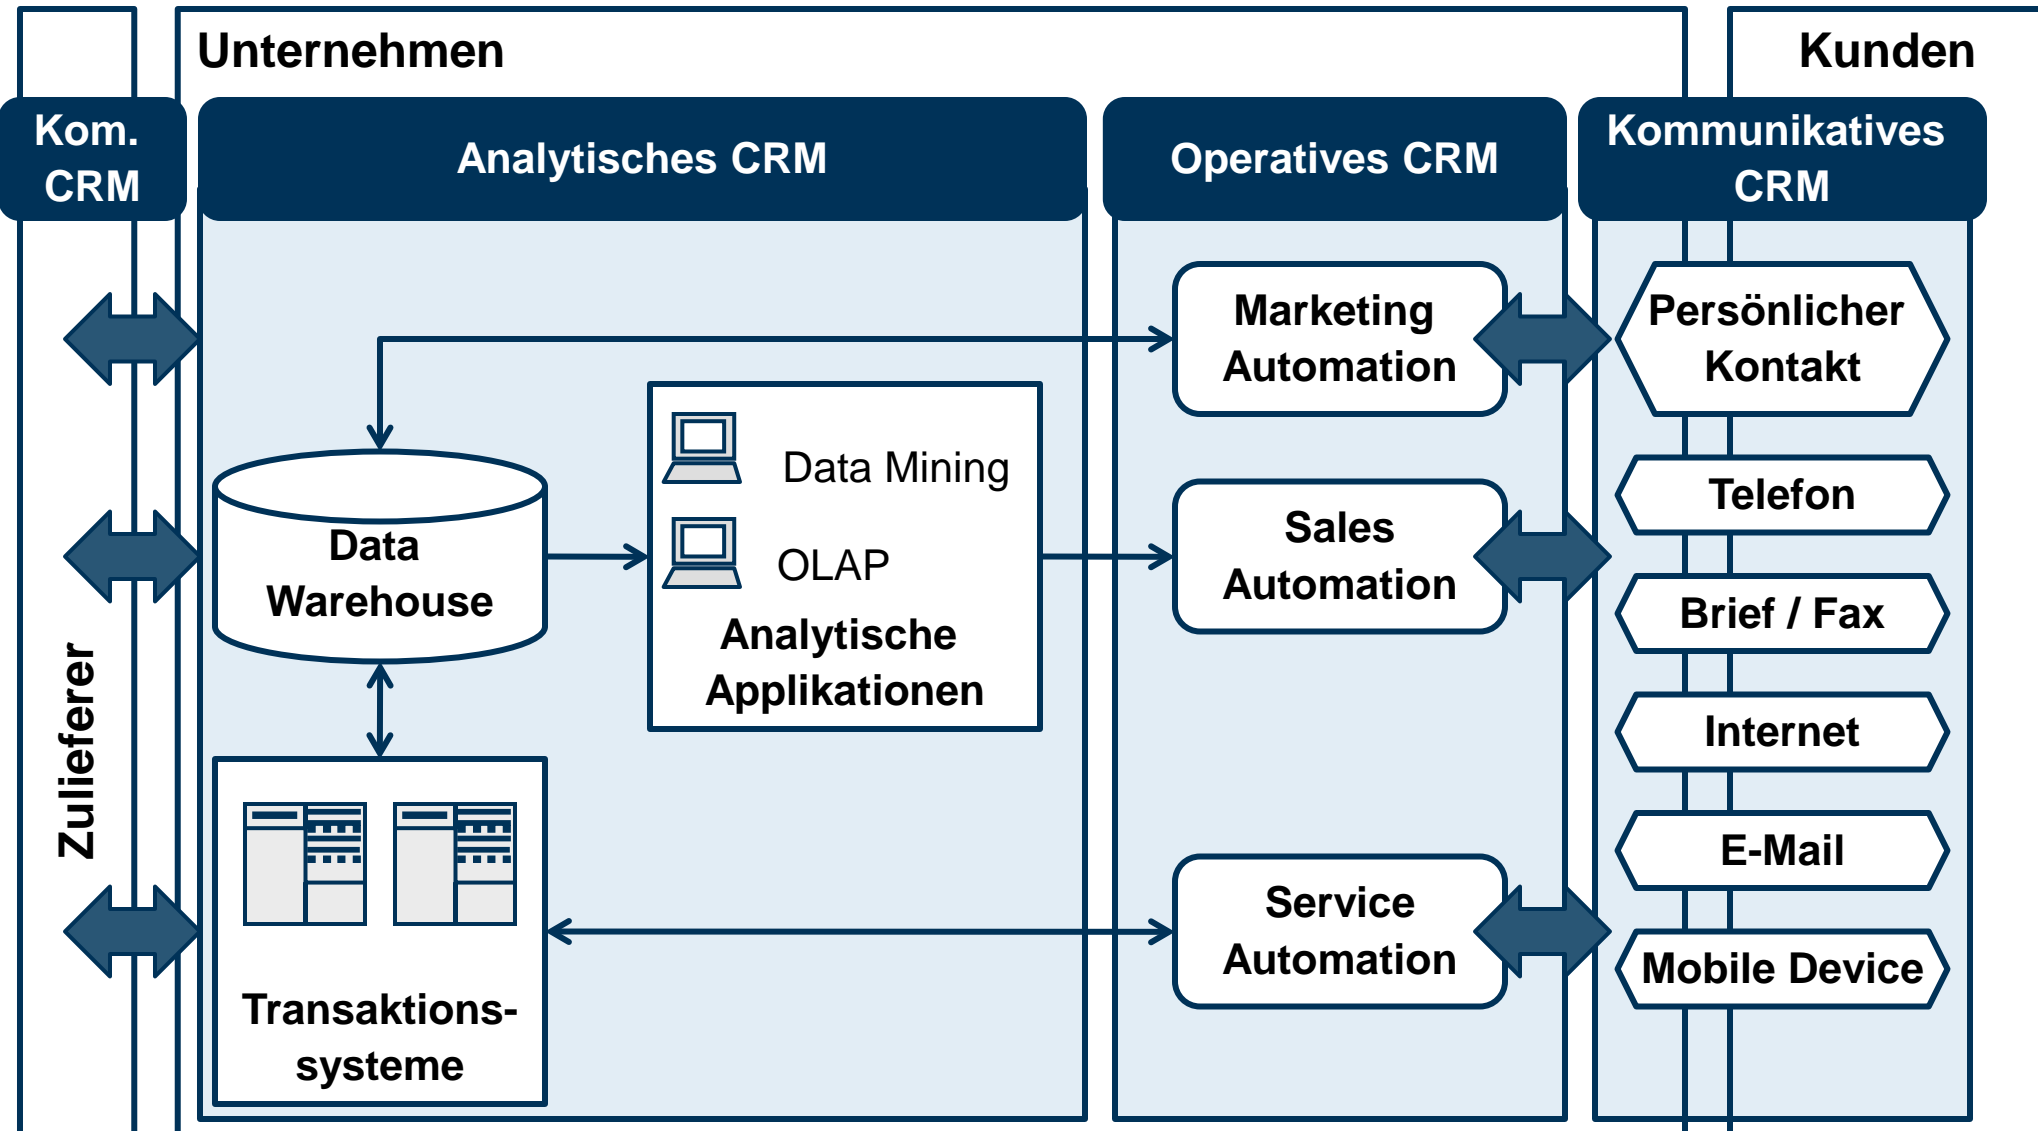 Unternehmen
Kunden
Kom.
CRM
Analytisches CRM
Operatives CRM
Kommunikatives
CRM
Zulieferer
Data
Warehouse
Data Mining
OLAP
Analytische
Applikationen
Transaktions-
systeme
Marketing
Automation
Sales
Automation
Service
Automation
Persönlicher
Kontakt
Telefon
Brief / Fax
Internet
E-Mail
Mobile Device